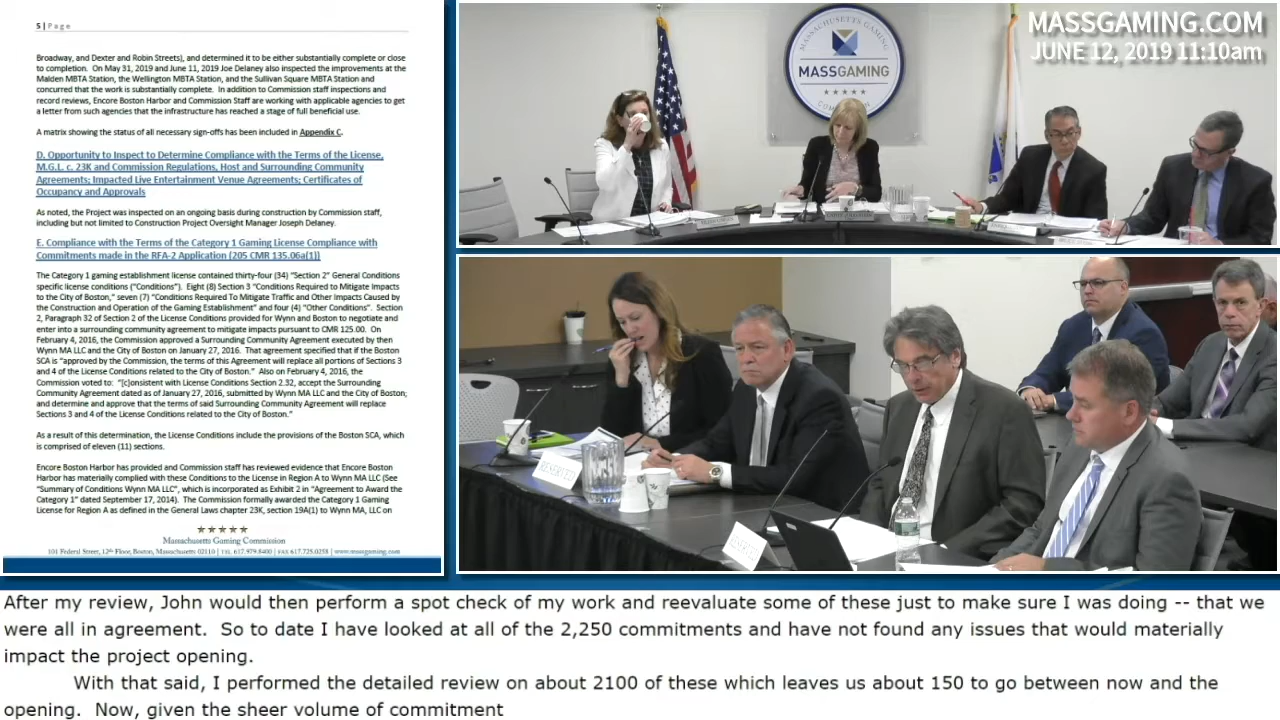 5 | Page
Broadway, and Dexter and Robin Streets), and determined it to be either substantially complete or close
to completion.  On May 31, 2019 and June 11, 2019 Joe Delaney also inspected the improvements at the
Malden MBTA Station, the Wellington MBTA Station, and the Sullivan Square MBTA Station and
concurred that the work is substantially complete.  In addition to Commission staff inspections and
record reviews, Encore Boston Harbor and Commission Staff are working with applicable agencies to get
a letter from such agencies that the infrastructure has reached a stage of full beneficial use.
A matrix showing the status of all necessary sign-offs has been included in Appendix C.
D. Opportunity to Inspect to Determine Compliance with the Terms of the License,
M.G.L. c. 23K and Commission Regulations, Host and Surrounding Community
Agreements; Impacted Live Entertainment Venue Agreements; Certificates of
Occupancy and Approvals
As noted, the Project was inspected on an ongoing basis during construction by Commission staff,
including but not limited to Construction Project Oversight Manager Joseph Delaney.
E. Compliance with the Terms of the Category 1 Gaming License Compliance with
Commitments made in the RFA-2 Application (205 CMR 135.06a(1))
The Category 1 gaming establishment license contained thirty-four (34) “Section 2” General Conditions
specific license conditions (“Conditions”).  Eight (8) Section 3 “Conditions Required to Mitigate Impacts
to the City of Boston,” seven (7) “Conditions Required To Mitigate Traffic and Other Impacts Caused by
the Construction and Operation of the Gaming Establishment” and four (4) “Other Conditions”.  Section
2, Paragraph 32 of Section 2 of the License Conditions provided for Wynn and Boston to negotiate and
enter into a surrounding community agreement to mitigate impacts pursuant to CMR 125.00.  On
February 4, 2016, the Commission approved a Surrounding Community Agreement executed by then
Wynn MA LLC and the City of Boston on January 27, 2016.  That agreement specified that if the Boston
SCA is “approved by the Commission, the terms of this Agreement will replace all portions of Sections 3
and 4 of the License Conditions related to the City of Boston.”  Also on February 4, 2016, the
Commission voted to:  “[c]onsistent with License Conditions Section 2.32, accept the Surrounding
Community Agreement dated as of January 27, 2016, submitted by Wynn MA LLC and the City of Boston;
and determine and approve that the terms of said Surrounding Community Agreement will replace
Sections 3 and 4 of the License Conditions related to the City of Boston.”
As a result of this determination, the License Conditions include the provisions of the Boston SCA, which
is comprised of eleven (11) sections.
Encore Boston Harbor has provided and Commission staff has reviewed evidence that Encore Boston
Harbor has materially complied with these Conditions to the License in Region A to Wynn MA LLC (See
“Summary of Conditions Wynn MA LLC”, which is incorporated as Exhibit 2 in “Agreement to Award the
Category 1” dated September 17, 2014).  The Commission formally awarded the Category 1 Gaming
License for Region A as defined in the General Laws chapter 23K, section 19A(1) to Wynn MA, LLC on
★ ★ ★ ★ ★
Massachusetts Gaming Commission
101 Federal Street, 12th Floor, Boston, Massachusetts 02110 | TEL 617.979.8400 | FAX 617.725.0258 | www.massgaming.com
MASSGAMING.COM
JUNE 12, 2019 11:10am
MASSACHUSETTS GAMING
MASSGAMING
★ ★ ★ ★ ★
RESERVED
RESERVED
After my review, John would then perform a spot check of my work and reevaluate some of these just to make sure I was doing -- that we
were all in agreement.  So to date I have looked at all of the 2,250 commitments and have not found any issues that would materially
impact the project opening.
With that said, I performed the detailed review on about 2100 of these which leaves us about 150 to go between now and the
opening.  Now, given the sheer volume of commitment